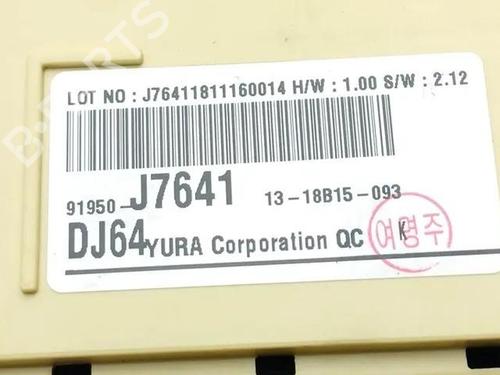 B-PARTS
LOT NO : J76411811160014 H/W : 1.00 S/W : 2.12
91950-J7641 13-18B15-093
DJ64 YURA Corporation QC K
여명주